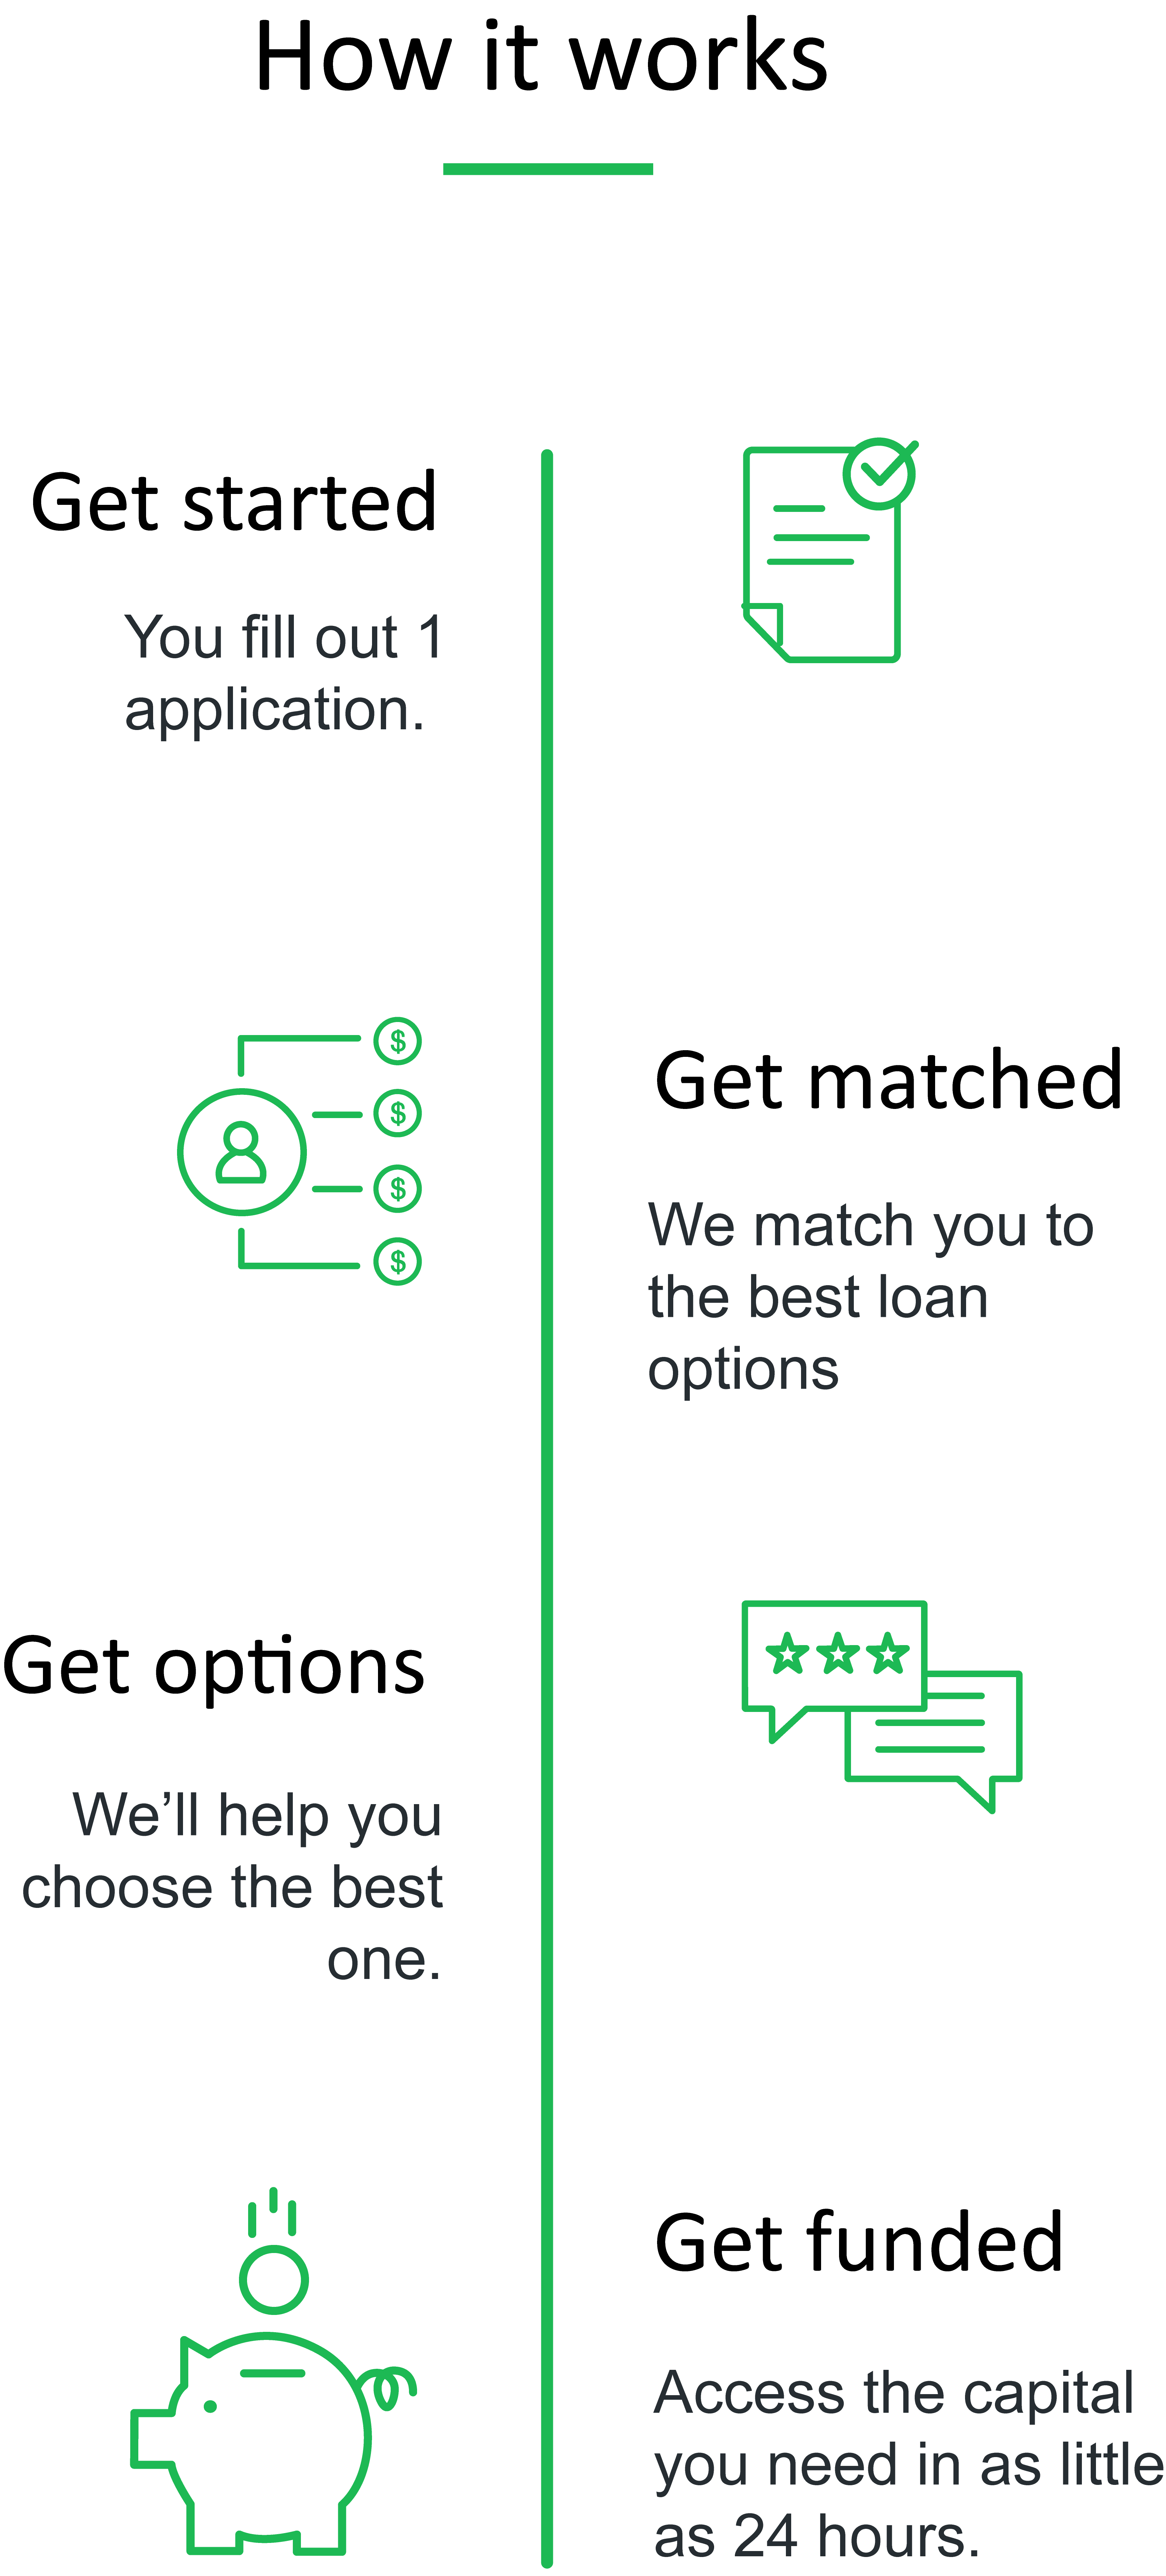 How it works
Get started
You fill out 1
application.
$
$
$
$
Get matched
We match you to
the best loan
options
Get options
We’ll help you
choose the best
one.
Get funded
Access the capital
you need in as little
as 24 hours.